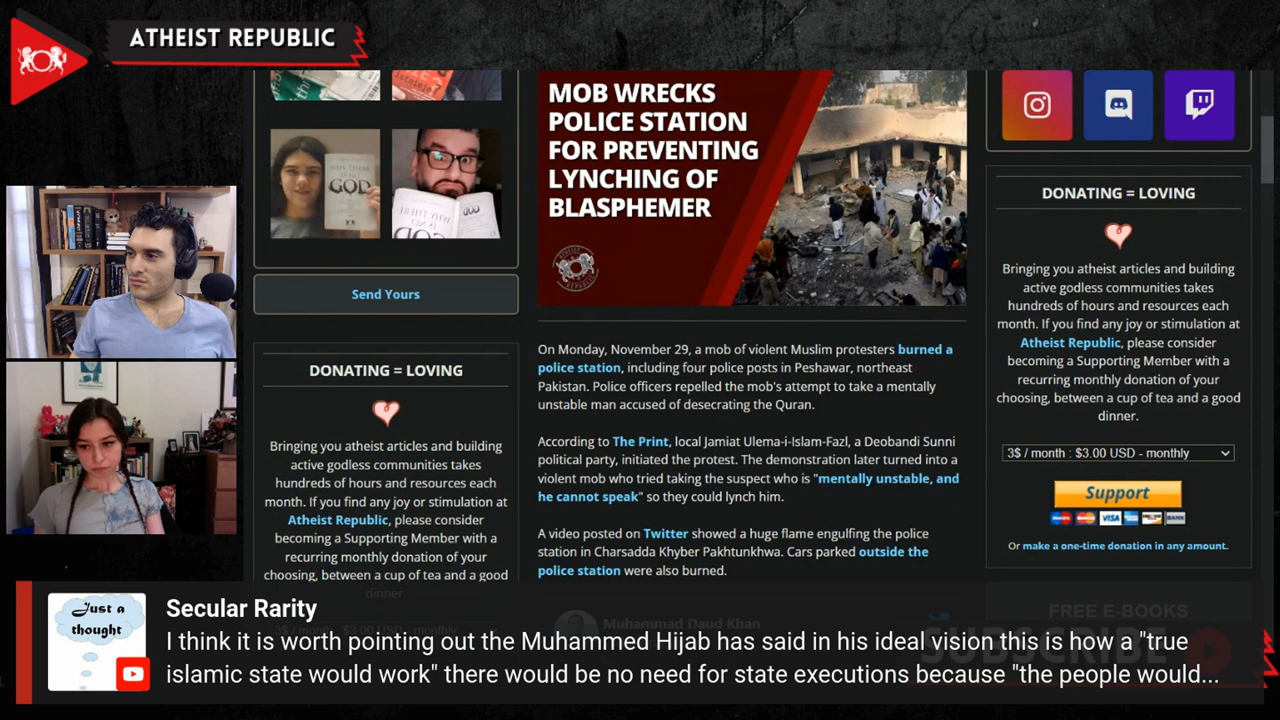 ATHEIST REPUBLIC
GOD
MOB WRECKS
POLICE STATION
FOR PREVENTING
LYNCHING OF
BLASPHEMER
Send Yours
DONATING = LOVING
Bringing you atheist articles and building
active godless communities takes
hundreds of hours and resources each
month. If you find any joy or stimulation at
Atheist Republic, please consider
becoming a Supporting Member with a
recurring monthly donation of your
choosing, between a cup of tea and a good
dinner.
On Monday, November 29, a mob of violent Muslim protesters burned a
police station, including four police posts in Peshawar, northeast
Pakistan. Police officers repelled the mob's attempt to take a mentally
unstable man accused of desecrating the Quran.
According to The Print, local Jamiat Ulema-i-Islam-Fazl, a Deobandi Sunni
political party, initiated the protest. The demonstration later turned into a
violent mob who tried taking the suspect who is "mentally unstable, and
he cannot speak" so they could lynch him.
A video posted on Twitter showed a huge flame engulfing the police
station in Charsadda Khyber Pakhtunkhwa. Cars parked outside the
police station were also burned.
Muhammad Daud Khan
DONATING = LOVING
Bringing you atheist articles and building
active godless communities takes
hundreds of hours and resources each
month. If you find any joy or stimulation at
Atheist Republic, please consider
becoming a Supporting Member with a
recurring monthly donation of your
choosing, between a cup of tea and a good
dinner.
3$ / month : $3.00 USD - monthly
Support
VISA
BANK
Or make a one-time donation in any amount.
FREE E-BOOKS
SUBSCRIBE
Just a
thought
Secular Rarity
I think it is worth pointing out the Muhammed Hijab has said in his ideal vision this is how a "true
islamic state would work" there would be no need for state executions because "the people would...